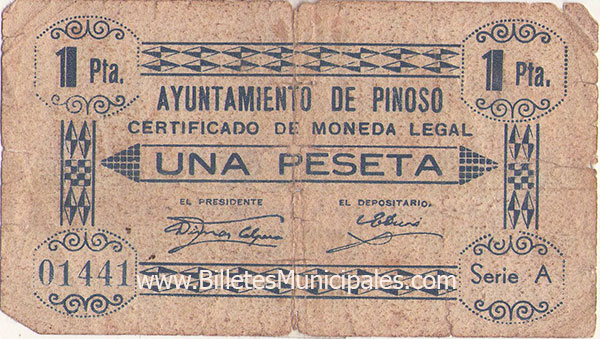 1 Pta. 1 Pta.
AYUNTAMIENTO DE PINOSO
CERTIFICADO DE MONEDA LEGAL
UNA PESETA
EL PRESIDENTE EL DEPOSITARIO:
01441 Serie A
www.BilletesMunicipales.com